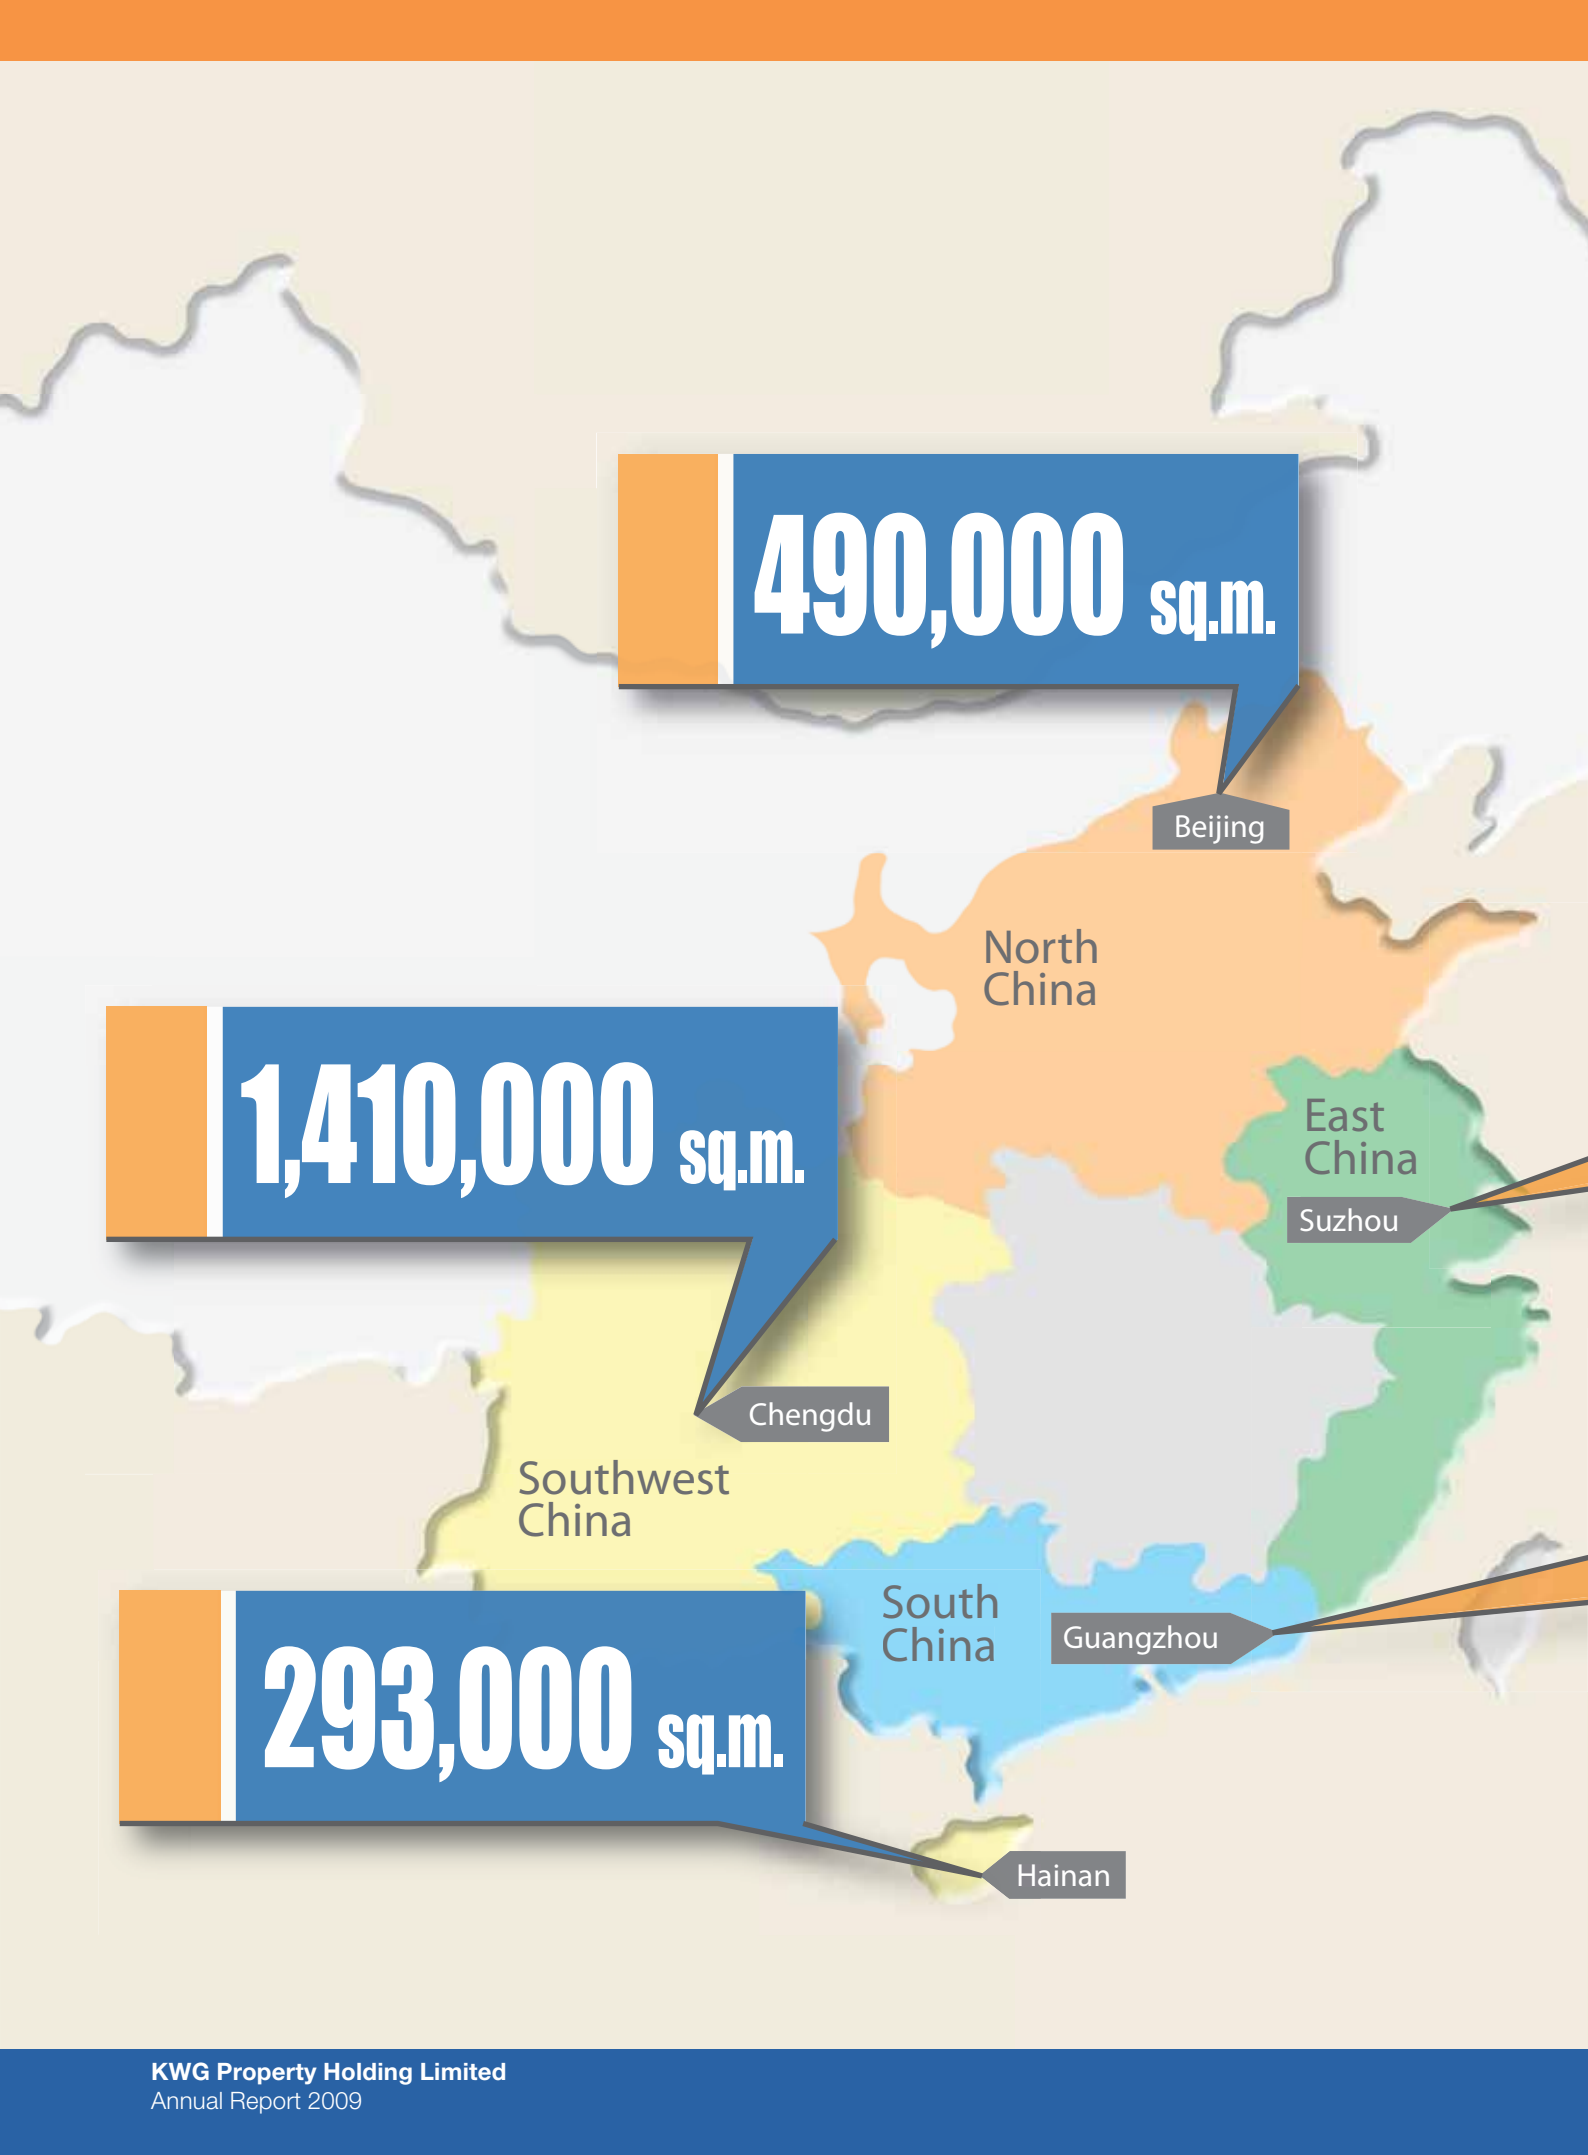 490,000 sq.m.
Beijing
North
China
1,410,000 sq.m.
East
China
Suzhou
Chengdu
Southwest
China
South
China
Guangzhou
293,000 sq.m.
Hainan
KWG Property Holding Limited
Annual Report 2009